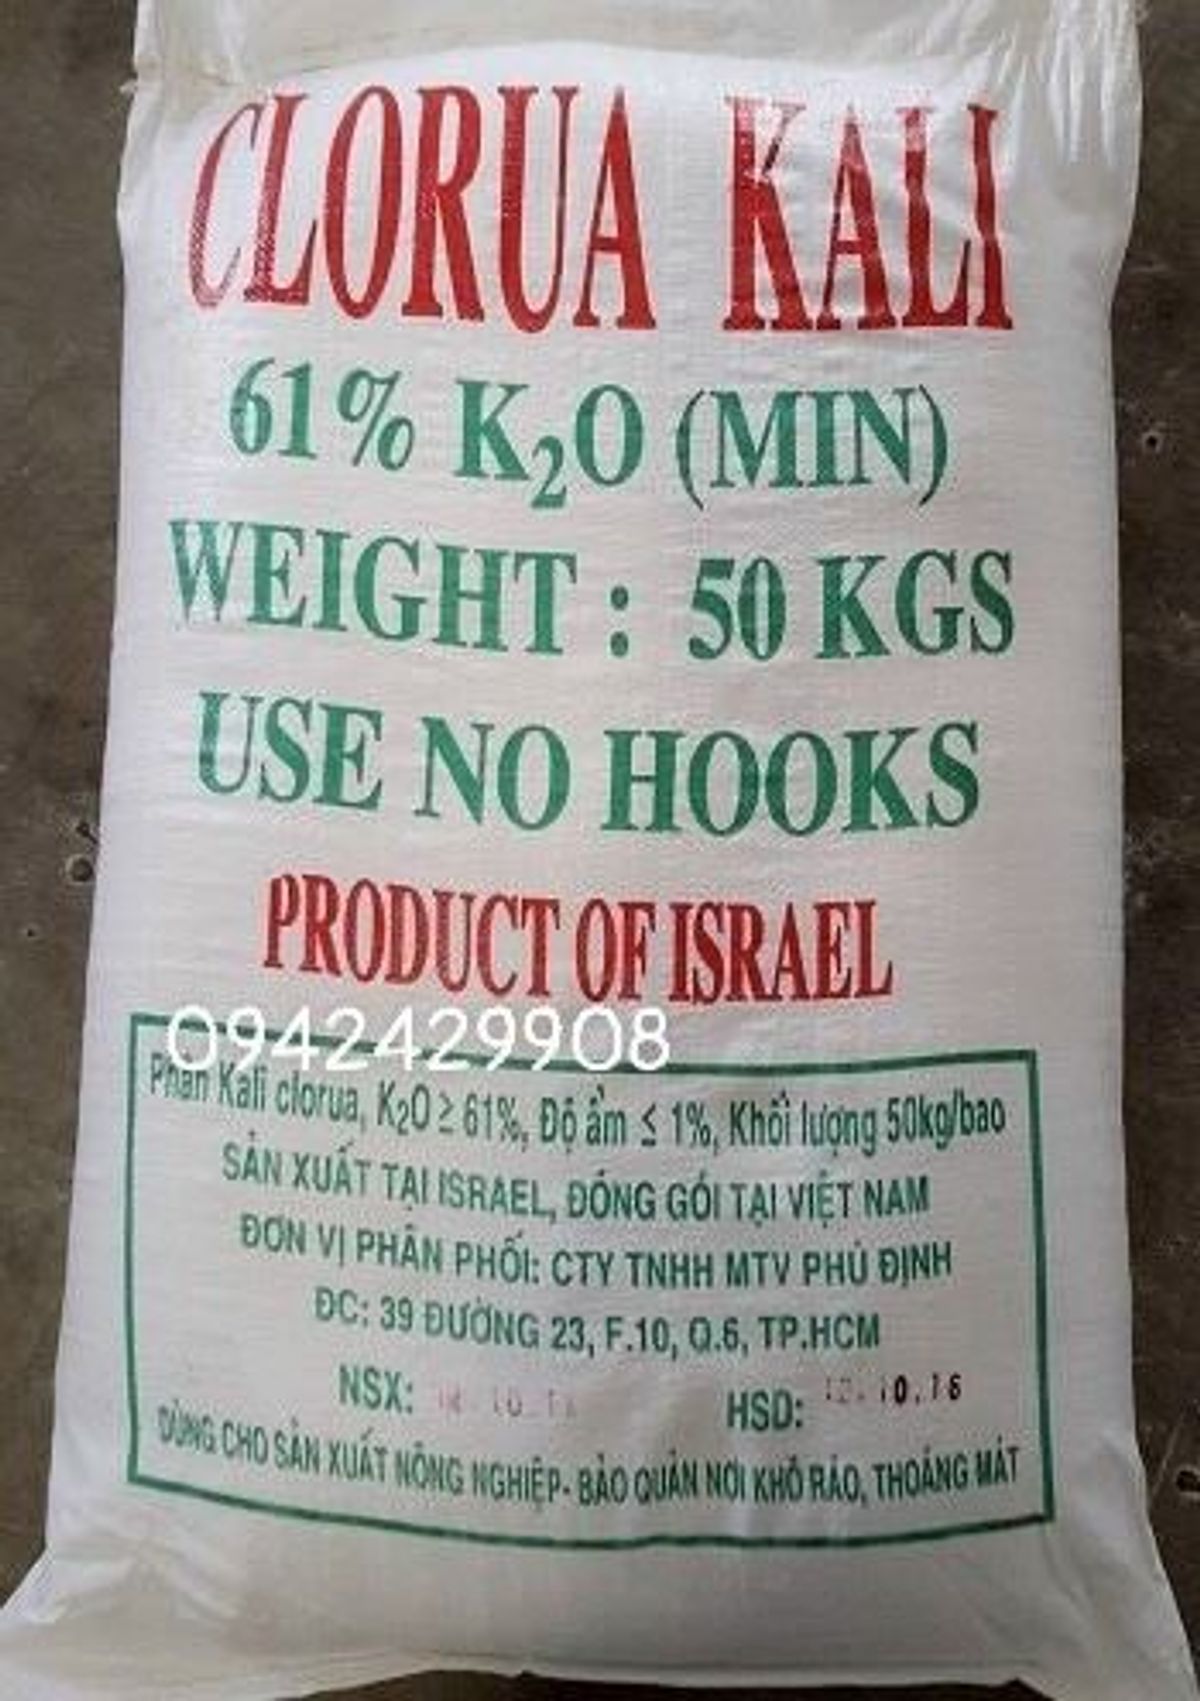 CLORUA KALI
61% K₂O (MIN)
WEIGHT : 50 KGS
USE NO HOOKS
PRODUCT OF ISRAEL
0942429908
Phân Kali clorua, K₂O ≥ 61%, Độ ẩm ≤ 1%, Khối lượng 50kg/bao
SẢN XUẤT TẠI ISRAEL, ĐÓNG GÓI TẠI VIỆT NAM
ĐƠN VỊ PHÂN PHỐI: CTY TNHH MTV PHÚ ĐỊNH
ĐC: 39 ĐƯỜNG 23, F.10, Q.6, TP.HCM
NSX: HSD:
DÙNG CHO SẢN XUẤT NÔNG NGHIỆP- BẢO QUẢN NƠI KHÔ RÁO, THOÁNG MÁT